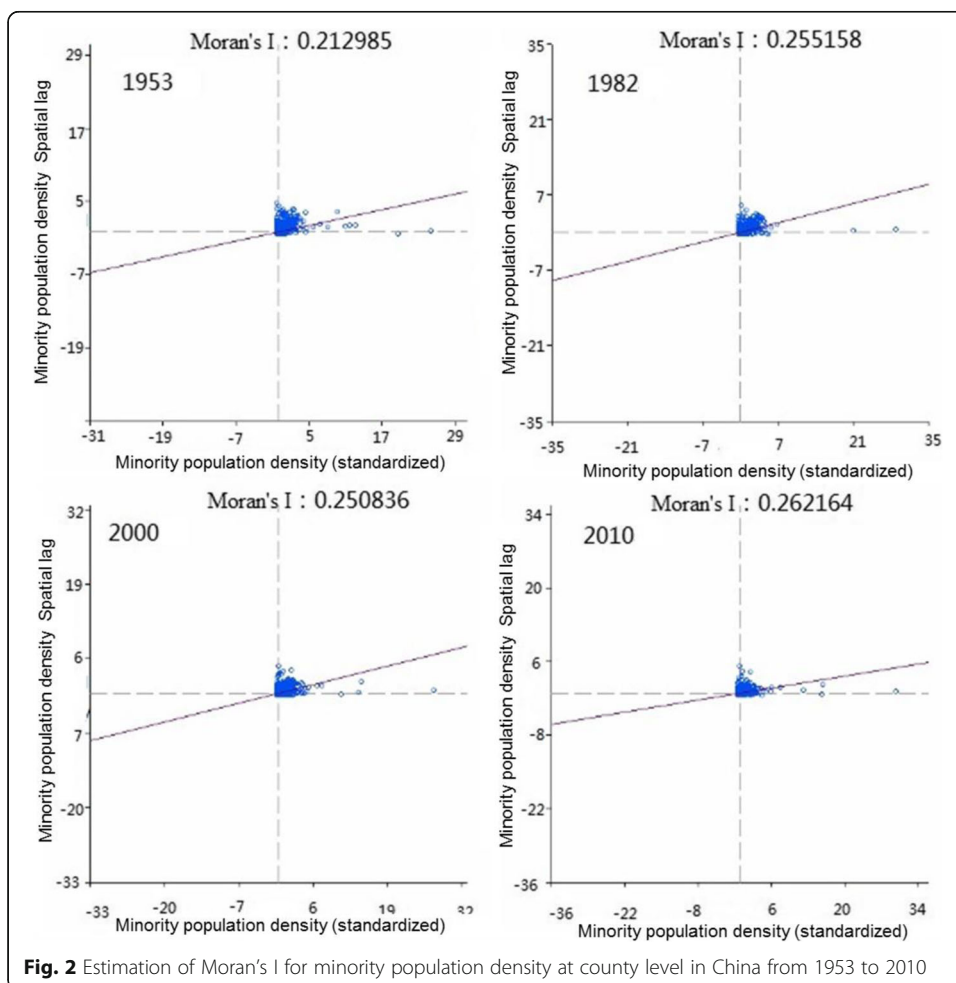 Moran's I : 0.212985
1953
Minority population density Spatial lag
29
17
5
-7
-19
-31 -19 -7 5 17 29
Minority population density (standardized)
Moran's I : 0.255158
1982
Minority population density Spatial lag
35
21
7
-7
-21
-35
-35 -21 -7 7 21 35
Minority population density (standardized)
Moran's I : 0.250836
2000
Minority population density Spatial lag
32
19
6
7
-20
-33
-33 -20 -7 6 19
Minority population density (standardized)
Moran's I : 0.262164
2010
Minority population density Spatial lag
34
20
6
-8
-22
-36
-36 -22 -8 6 20 34
Minority population density (standardized)
Fig. 2 Estimation of Moran's I for minority population density at county level in China from 1953 to 2010